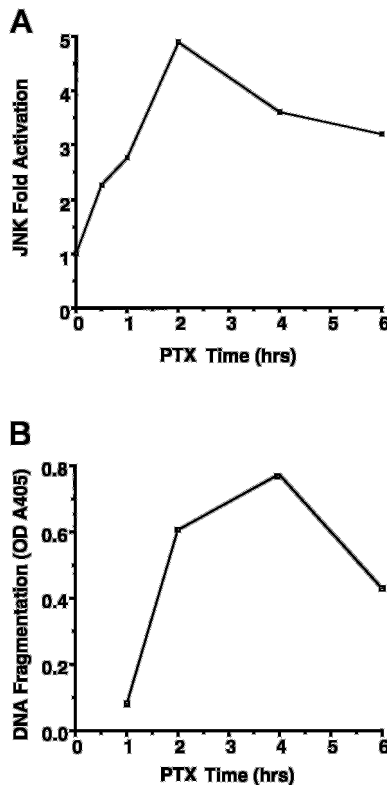 A
JNK Fold Activation
5
4
3
2
1
0
0 1 2 3 4 5 6
PTX Time (hrs)
B
DNA Fragmentation (OD A405)
0.8
0.6
0.4
0.2
0.0
0 1 2 3 4 5 6
PTX Time (hrs)